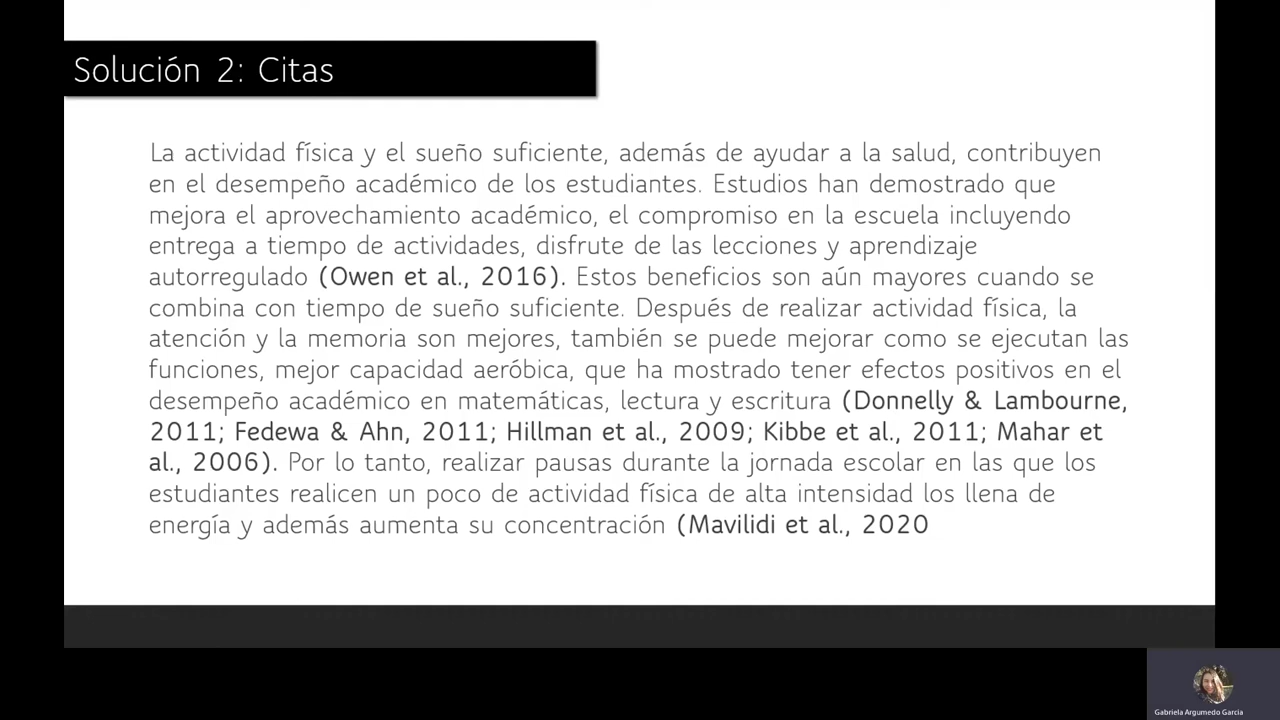 Solución 2: Citas
La actividad física y el sueño suficiente, además de ayudar a la salud, contribuyen
en el desempeño académico de los estudiantes. Estudios han demostrado que
mejora el aprovechamiento académico, el compromiso en la escuela incluyendo
entrega a tiempo de actividades, disfrute de las lecciones y aprendizaje
autorregulado (Owen et al., 2016). Estos beneficios son aún mayores cuando se
combina con tiempo de sueño suficiente. Después de realizar actividad física, la
atención y la memoria son mejores, también se puede mejorar como se ejecutan las
funciones, mejor capacidad aeróbica, que ha mostrado tener efectos positivos en el
desempeño académico en matemáticas, lectura y escritura (Donnelly & Lambourne,
2011; Fedewa & Ahn, 2011; Hillman et al., 2009; Kibbe et al., 2011; Mahar et
al., 2006). Por lo tanto, realizar pausas durante la jornada escolar en las que los
estudiantes realicen un poco de actividad física de alta intensidad los llena de
energía y además aumenta su concentración (Mavilidi et al., 2020
Gabriela Argumedo Garcia